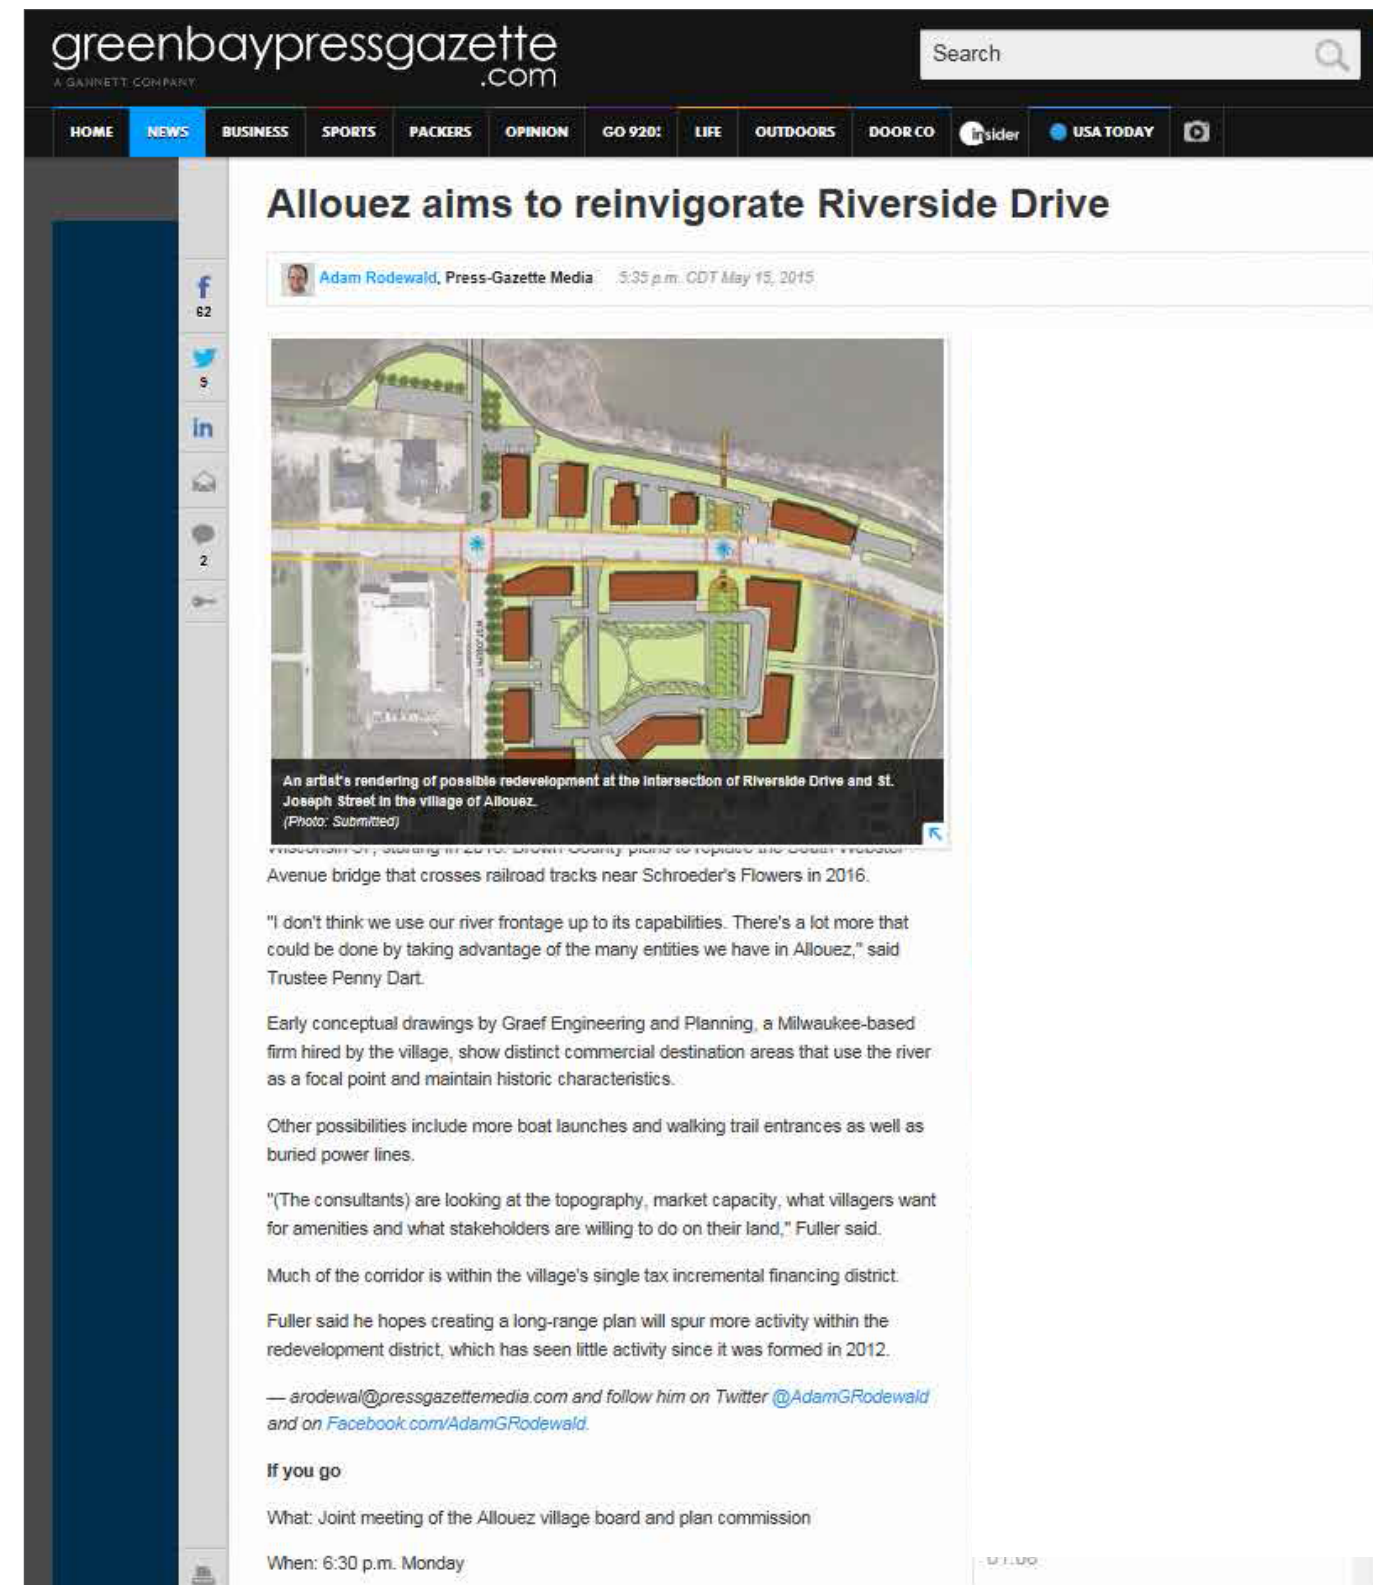 greenbaypressgazette
.com
A GANNETT COMPANY
Search
HOME NEWS BUSINESS SPORTS PACKERS OPINION GO 920! LIFE OUTDOORS DOOR CO insider USA TODAY
Allouez aims to reinvigorate Riverside Drive
Adam Rodewald, Press-Gazette Media 5:35 p.m. CDT May 15, 2015
62
9
in
2
W ST JOSEPH ST
An artist's rendering of possible redevelopment at the intersection of Riverside Drive and St.
Joseph Street in the village of Allouez.
(Photo: Submitted)
Brown County plans to replace the South Webster
Avenue bridge that crosses railroad tracks near Schroeder's Flowers in 2016.
"I don't think we use our river frontage up to its capabilities. There's a lot more that
could be done by taking advantage of the many entities we have in Allouez," said
Trustee Penny Dart.
Early conceptual drawings by Graef Engineering and Planning, a Milwaukee-based
firm hired by the village, show distinct commercial destination areas that use the river
as a focal point and maintain historic characteristics.
Other possibilities include more boat launches and walking trail entrances as well as
buried power lines.
"(The consultants) are looking at the topography, market capacity, what villagers want
for amenities and what stakeholders are willing to do on their land," Fuller said.
Much of the corridor is within the village's single tax incremental financing district.
Fuller said he hopes creating a long-range plan will spur more activity within the
redevelopment district, which has seen little activity since it was formed in 2012.
— arodewal@pressgazettemedia.com and follow him on Twitter @AdamGRodewald
and on Facebook.com/AdamGRodewald.
If you go
What: Joint meeting of the Allouez village board and plan commission
When: 6:30 p.m. Monday